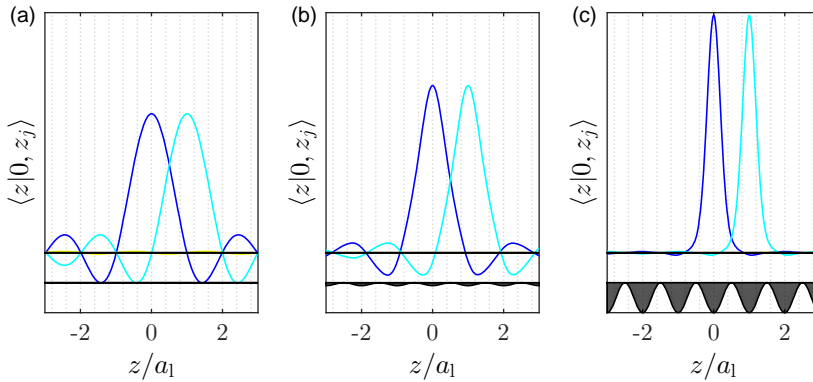 (a)
(b)
(c)
⟨z|0, z_j⟩
⟨z|0, z_j⟩
⟨z|0, z_j⟩
-2 0 2
-2 0 2
-2 0 2
z/a_l
z/a_l
z/a_l